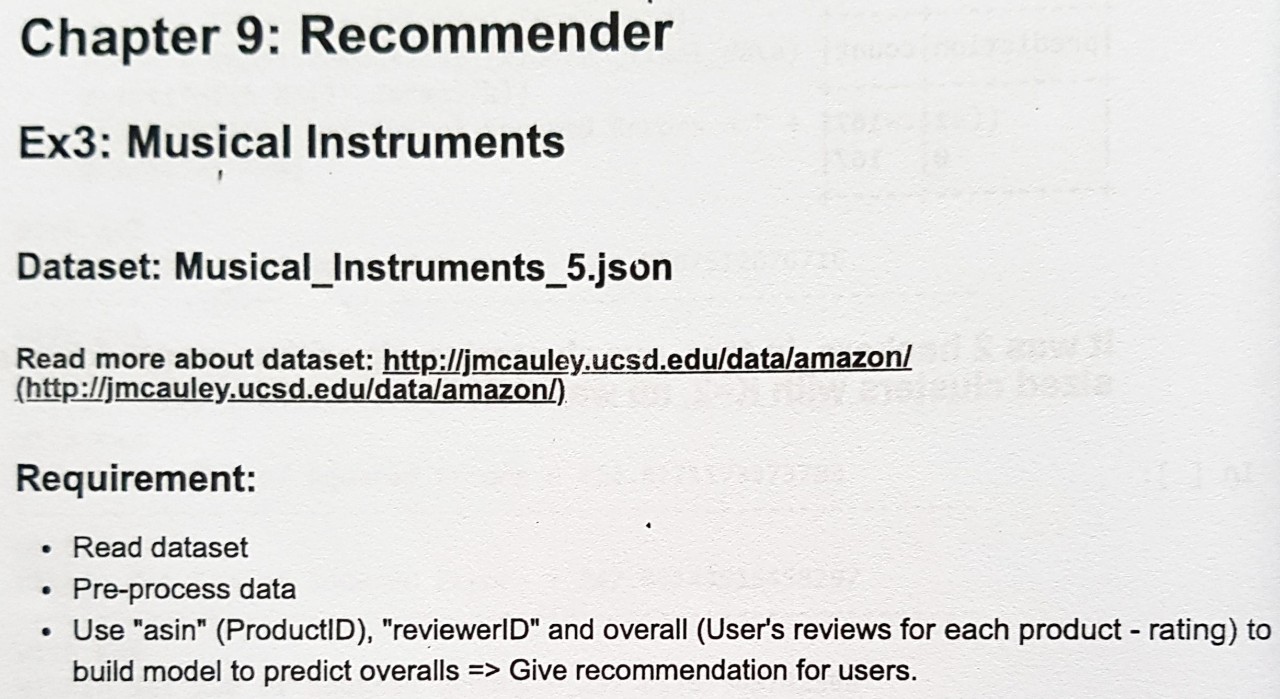 Chapter 9: Recommender
Ex3: Musical Instruments
Dataset: Musical_Instruments_5.json
Read more about dataset: http://jmcauley.ucsd.edu/data/amazon/
(http://jmcauley.ucsd.edu/data/amazon/)
Requirement:
• Read dataset
• Pre-process data
• Use "asin" (ProductID), "reviewerID" and overall (User's reviews for each product - rating) to
build model to predict overalls => Give recommendation for users.